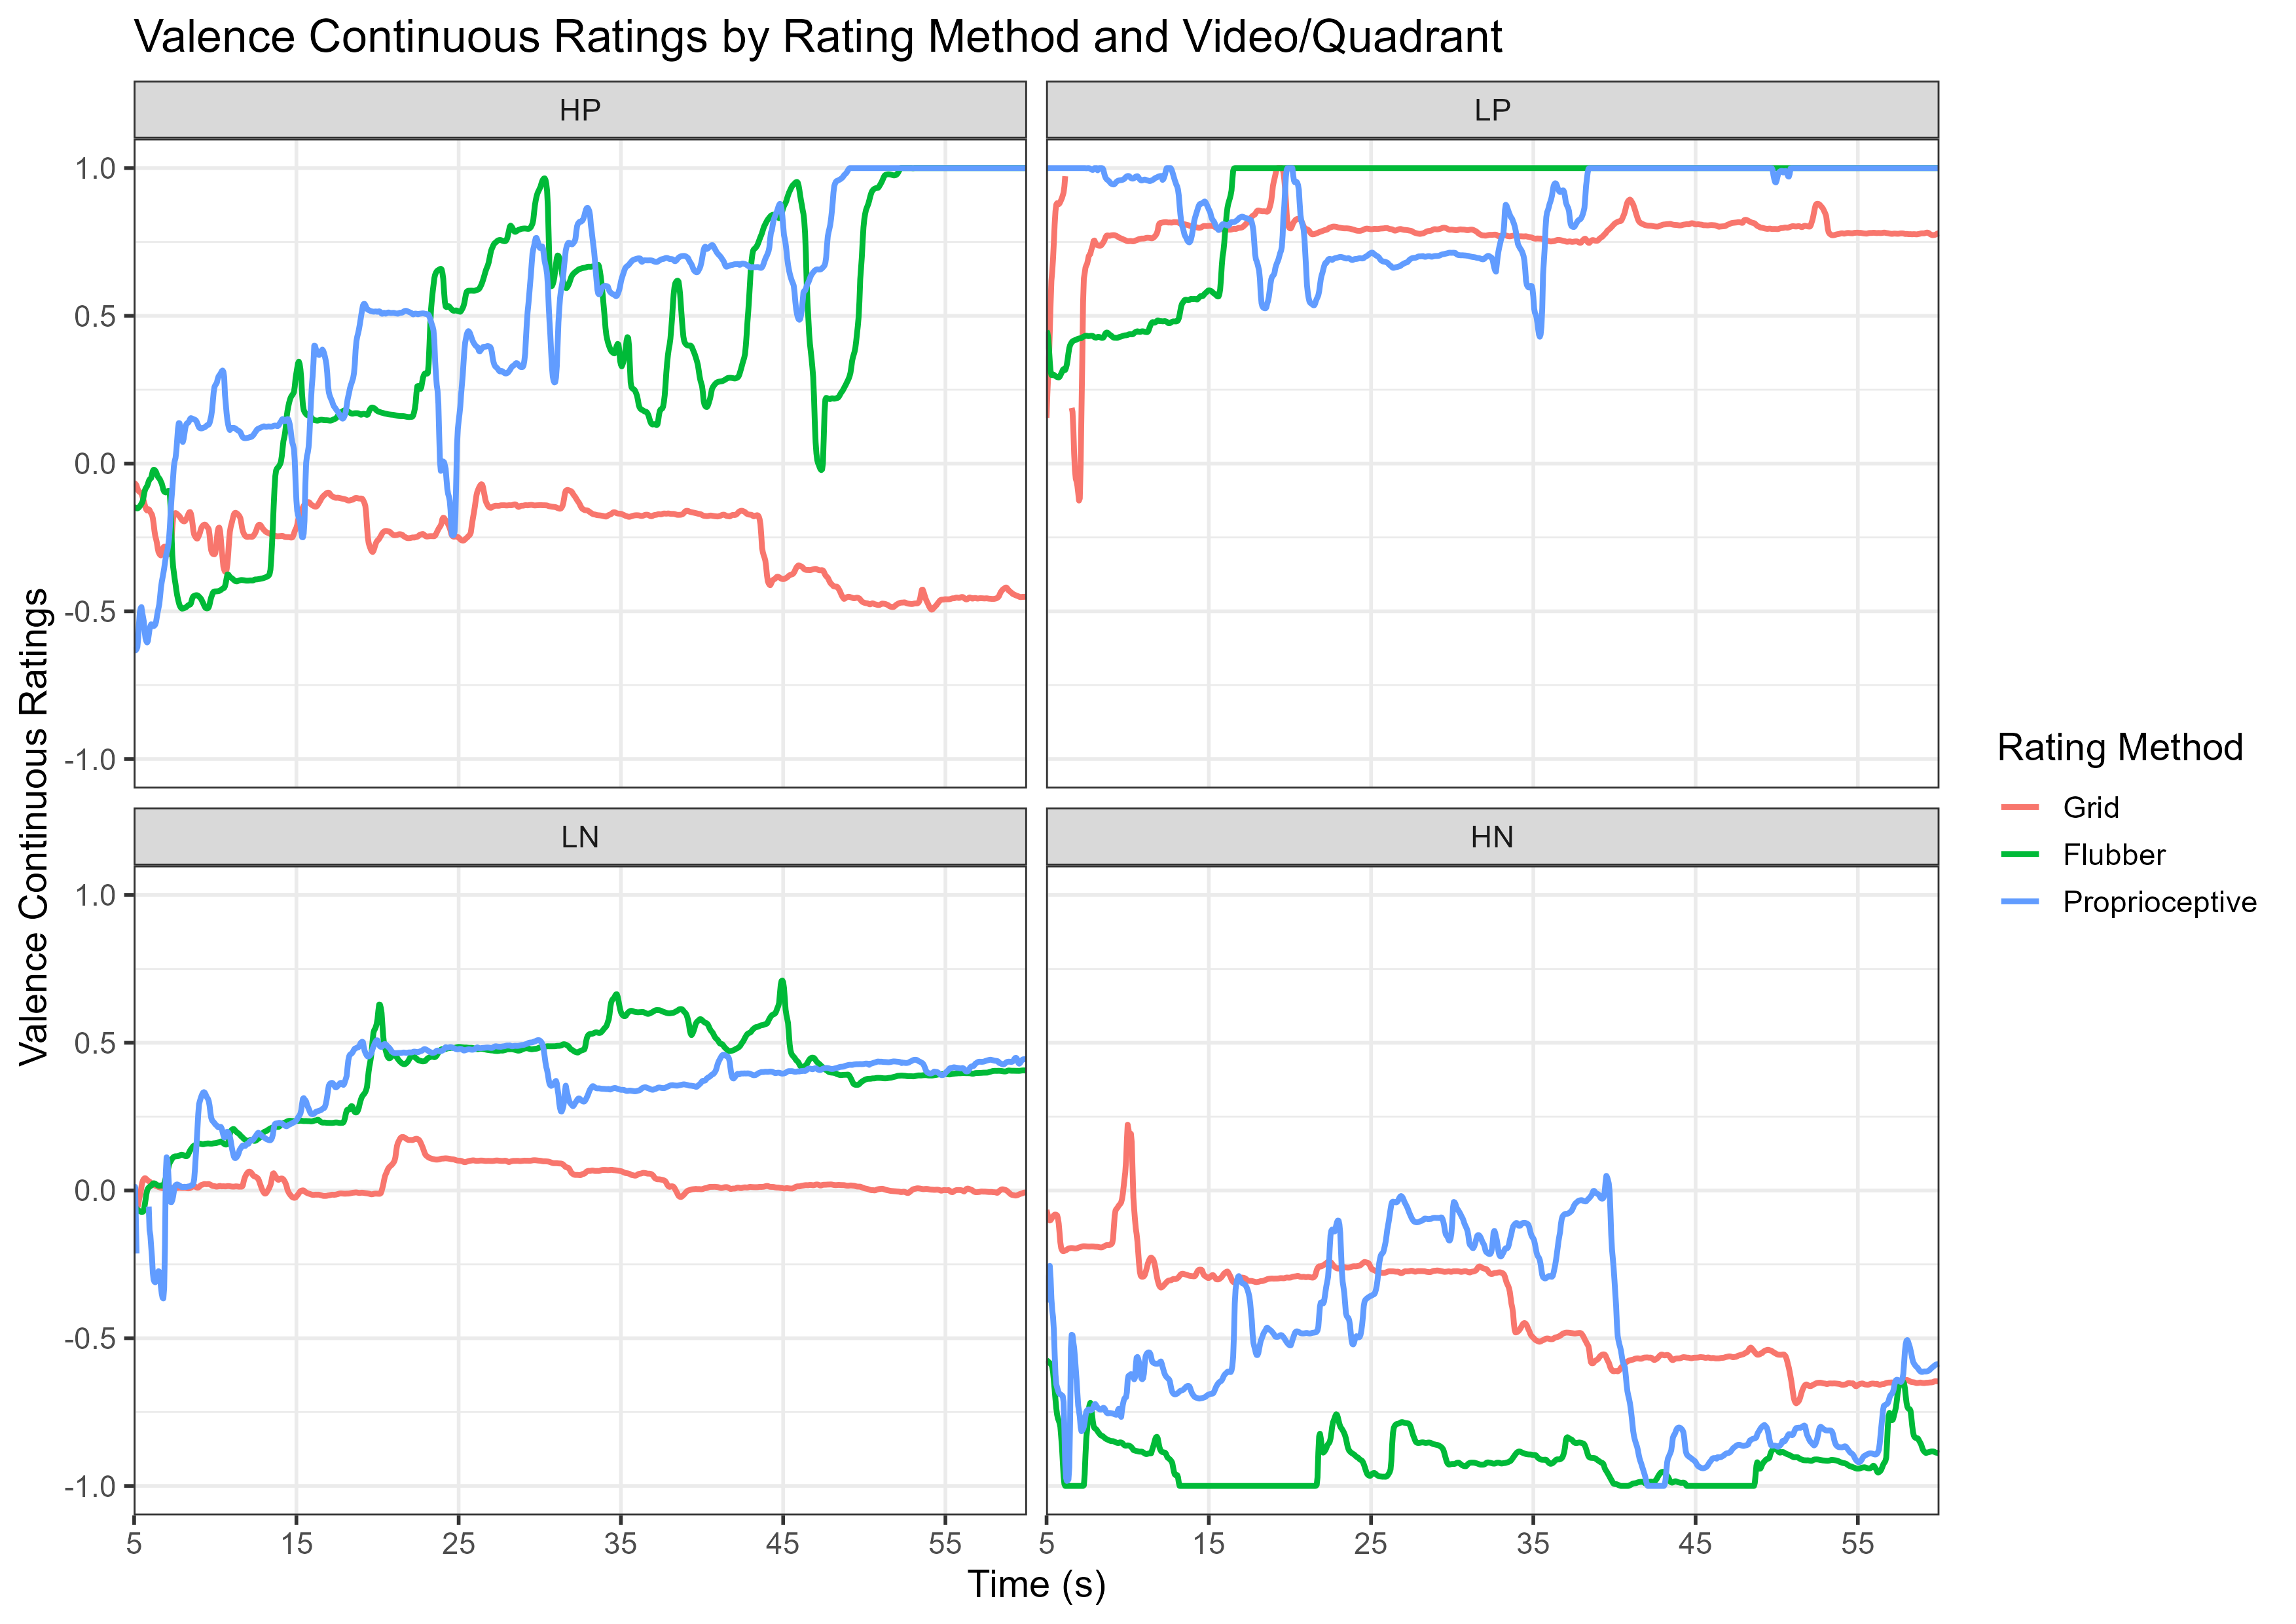 Valence Continuous Ratings by Rating Method and Video/Quadrant
HP
LP
1.0
0.5
0.0
-0.5
-1.0
LN
HN
1.0
0.5
0.0
-0.5
-1.0
Valence Continuous Ratings
5 15 25 35 45 55
5 15 25 35 45 55
Time (s)
Rating Method
Grid
Flubber
Proprioceptive